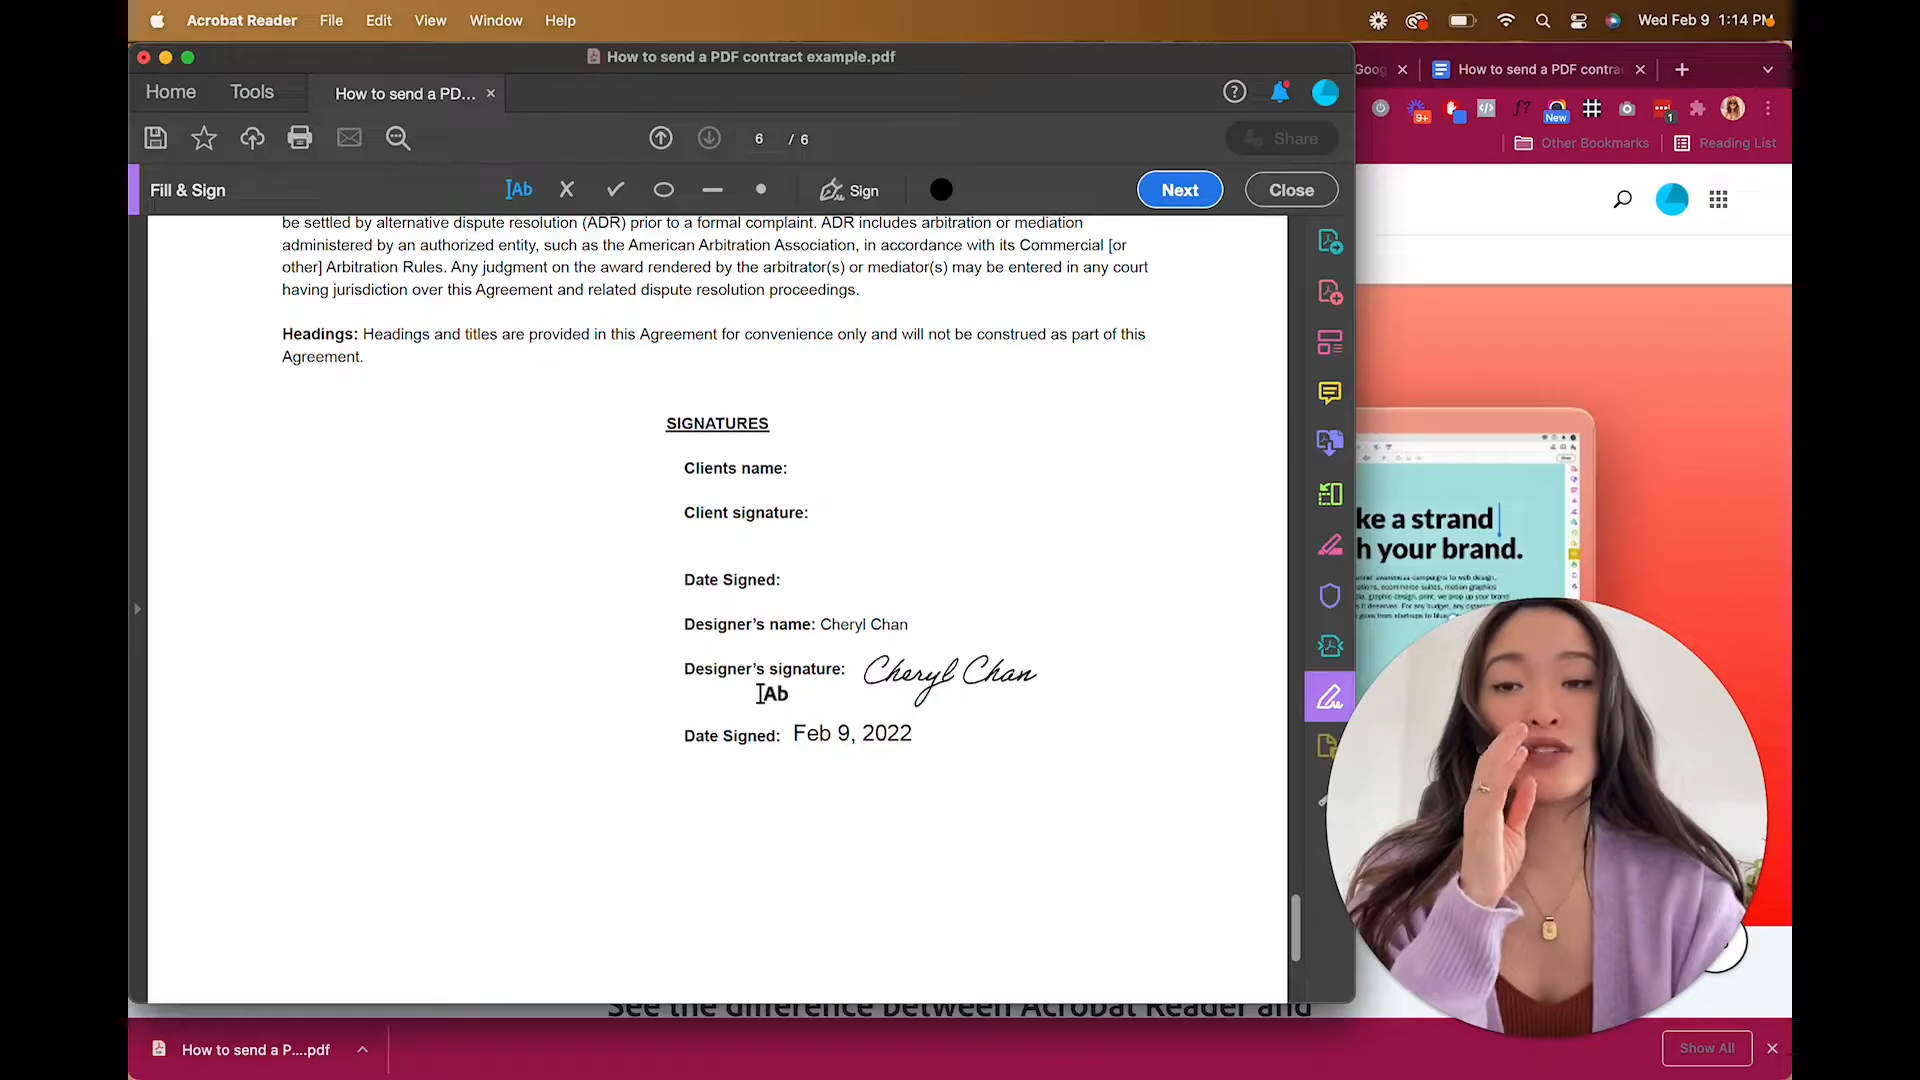 Acrobat Reader File Edit View Window Help
Wed Feb 9 1:14 PM
How to send a PDF contract example.pdf
Goog
How to send a PDF contra
Home Tools How to send a PD...
9+
New
1
6 / 6
Share
Other Bookmarks Reading List
Fill & Sign
Ab
Sign
Next
Close
be settled by alternative dispute resolution (ADR) prior to a formal complaint. ADR includes arbitration or mediation
administered by an authorized entity, such as the American Arbitration Association, in accordance with its Commercial [or
other] Arbitration Rules. Any judgment on the award rendered by the arbitrator(s) or mediator(s) may be entered in any court
having jurisdiction over this Agreement and related dispute resolution proceedings.
Headings: Headings and titles are provided in this Agreement for convenience only and will not be construed as part of this
Agreement.
SIGNATURES
Clients name:
Client signature:
Date Signed:
Designer's name: Cheryl Chan
Designer's signature: Cheryl Chan
Ab
Date Signed: Feb 9, 2022
ke a strand
h your brand.
See the difference between Acrobat Reader and
How to send a P....pdf
Show All